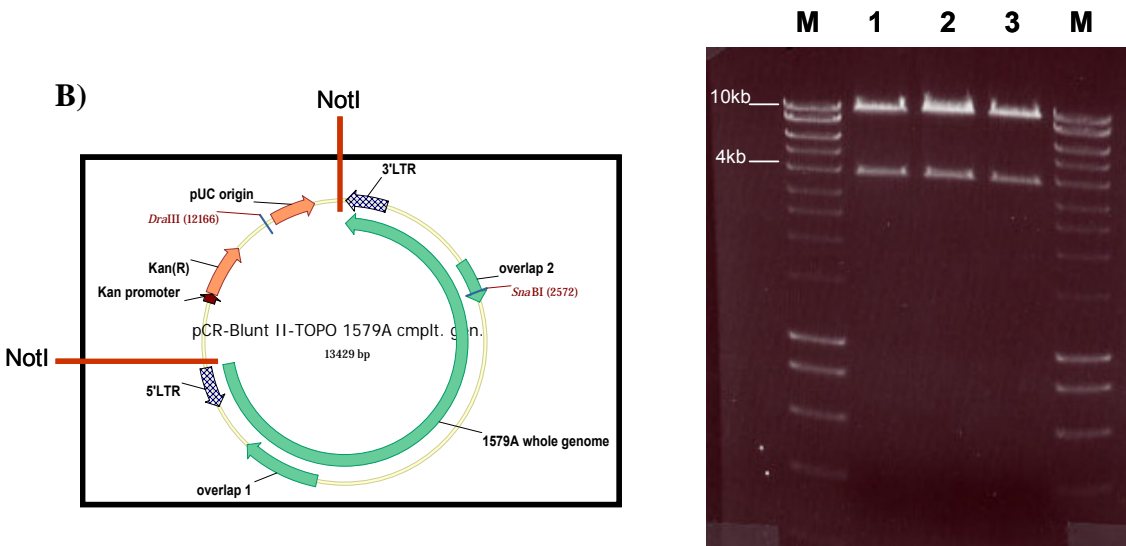 B)
NotI
3'LTR
pUC origin
DraIII (12166)
Kan(R)
overlap 2
SnaBI (2572)
Kan promoter
pCR-Blunt II-TOPO 1579A cmplt. gen.
13429 bp
NotI
5'LTR
1579A whole genome
overlap 1
M 1 2 3 M
10kb
4kb